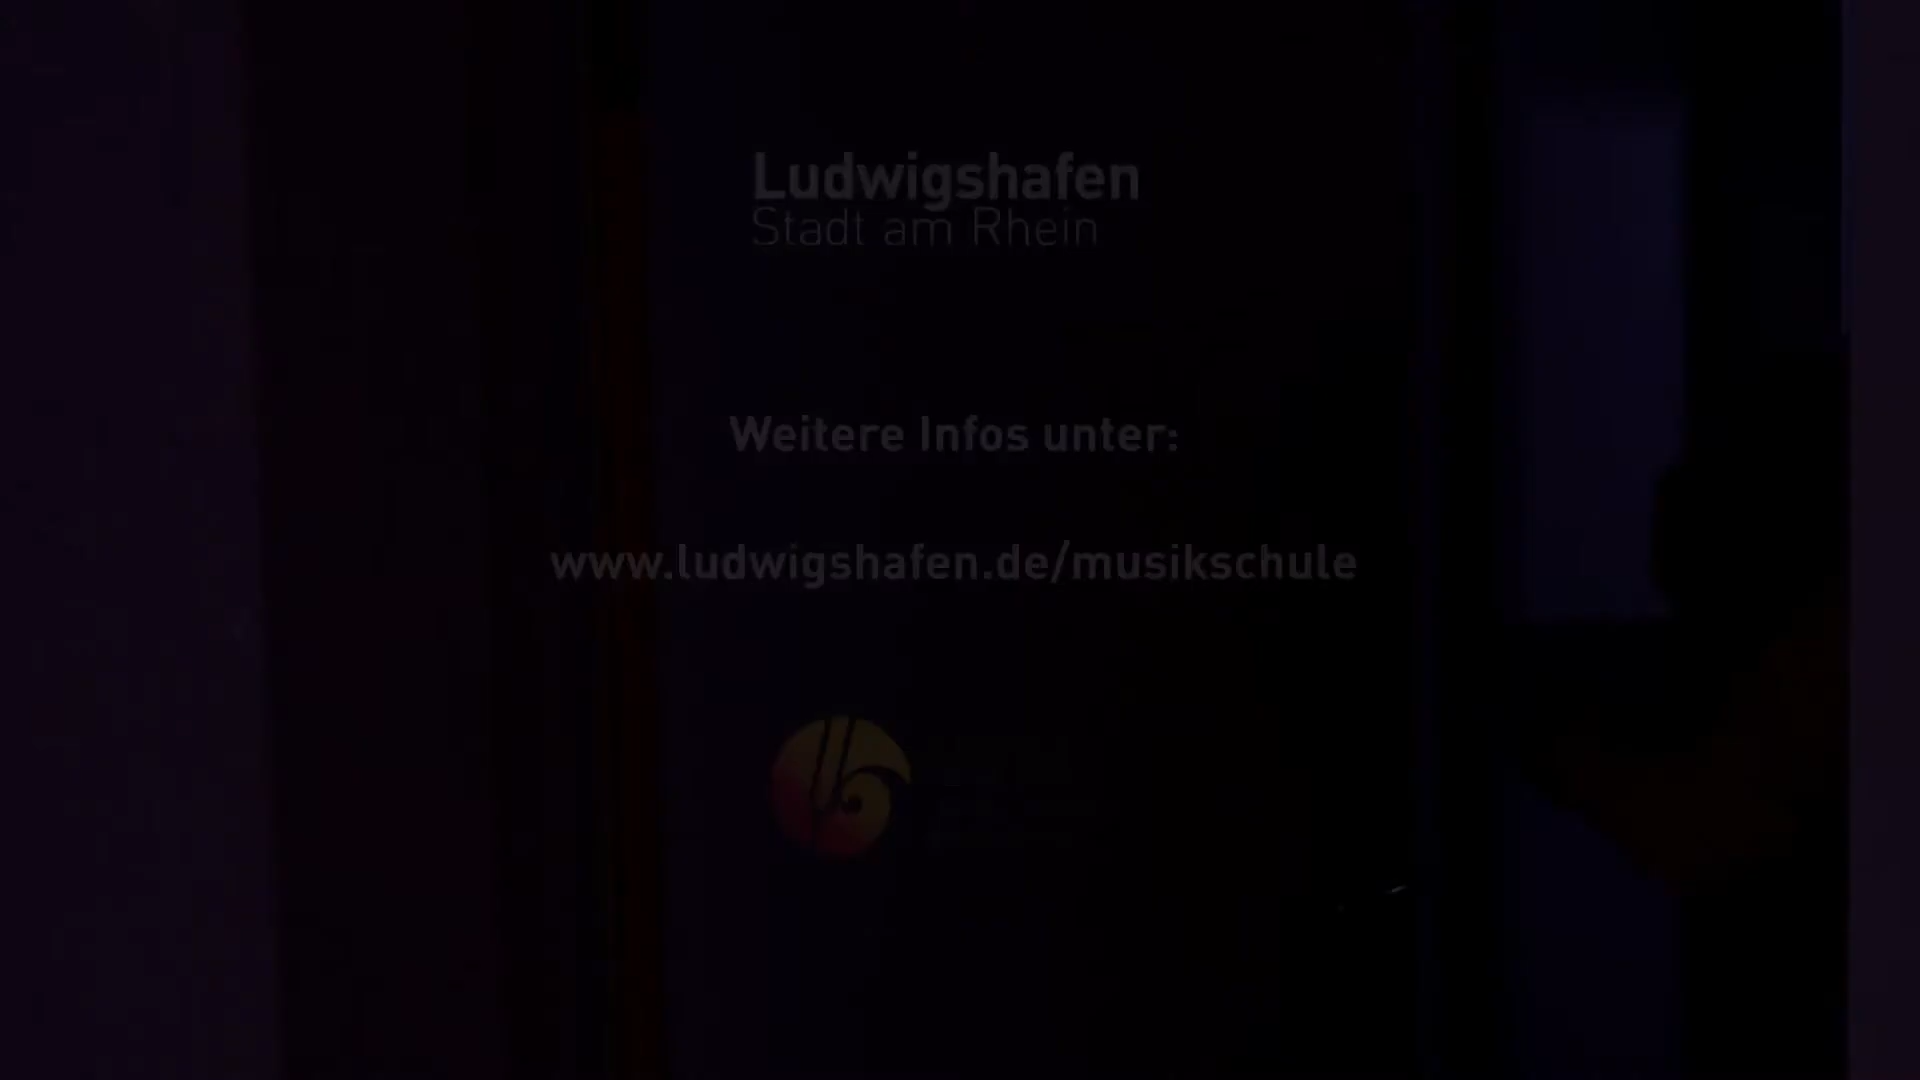 Ludwigshafen
Stadt am Rhein
Weitere Infos unter:
www.ludwigshafen.de/musikschule